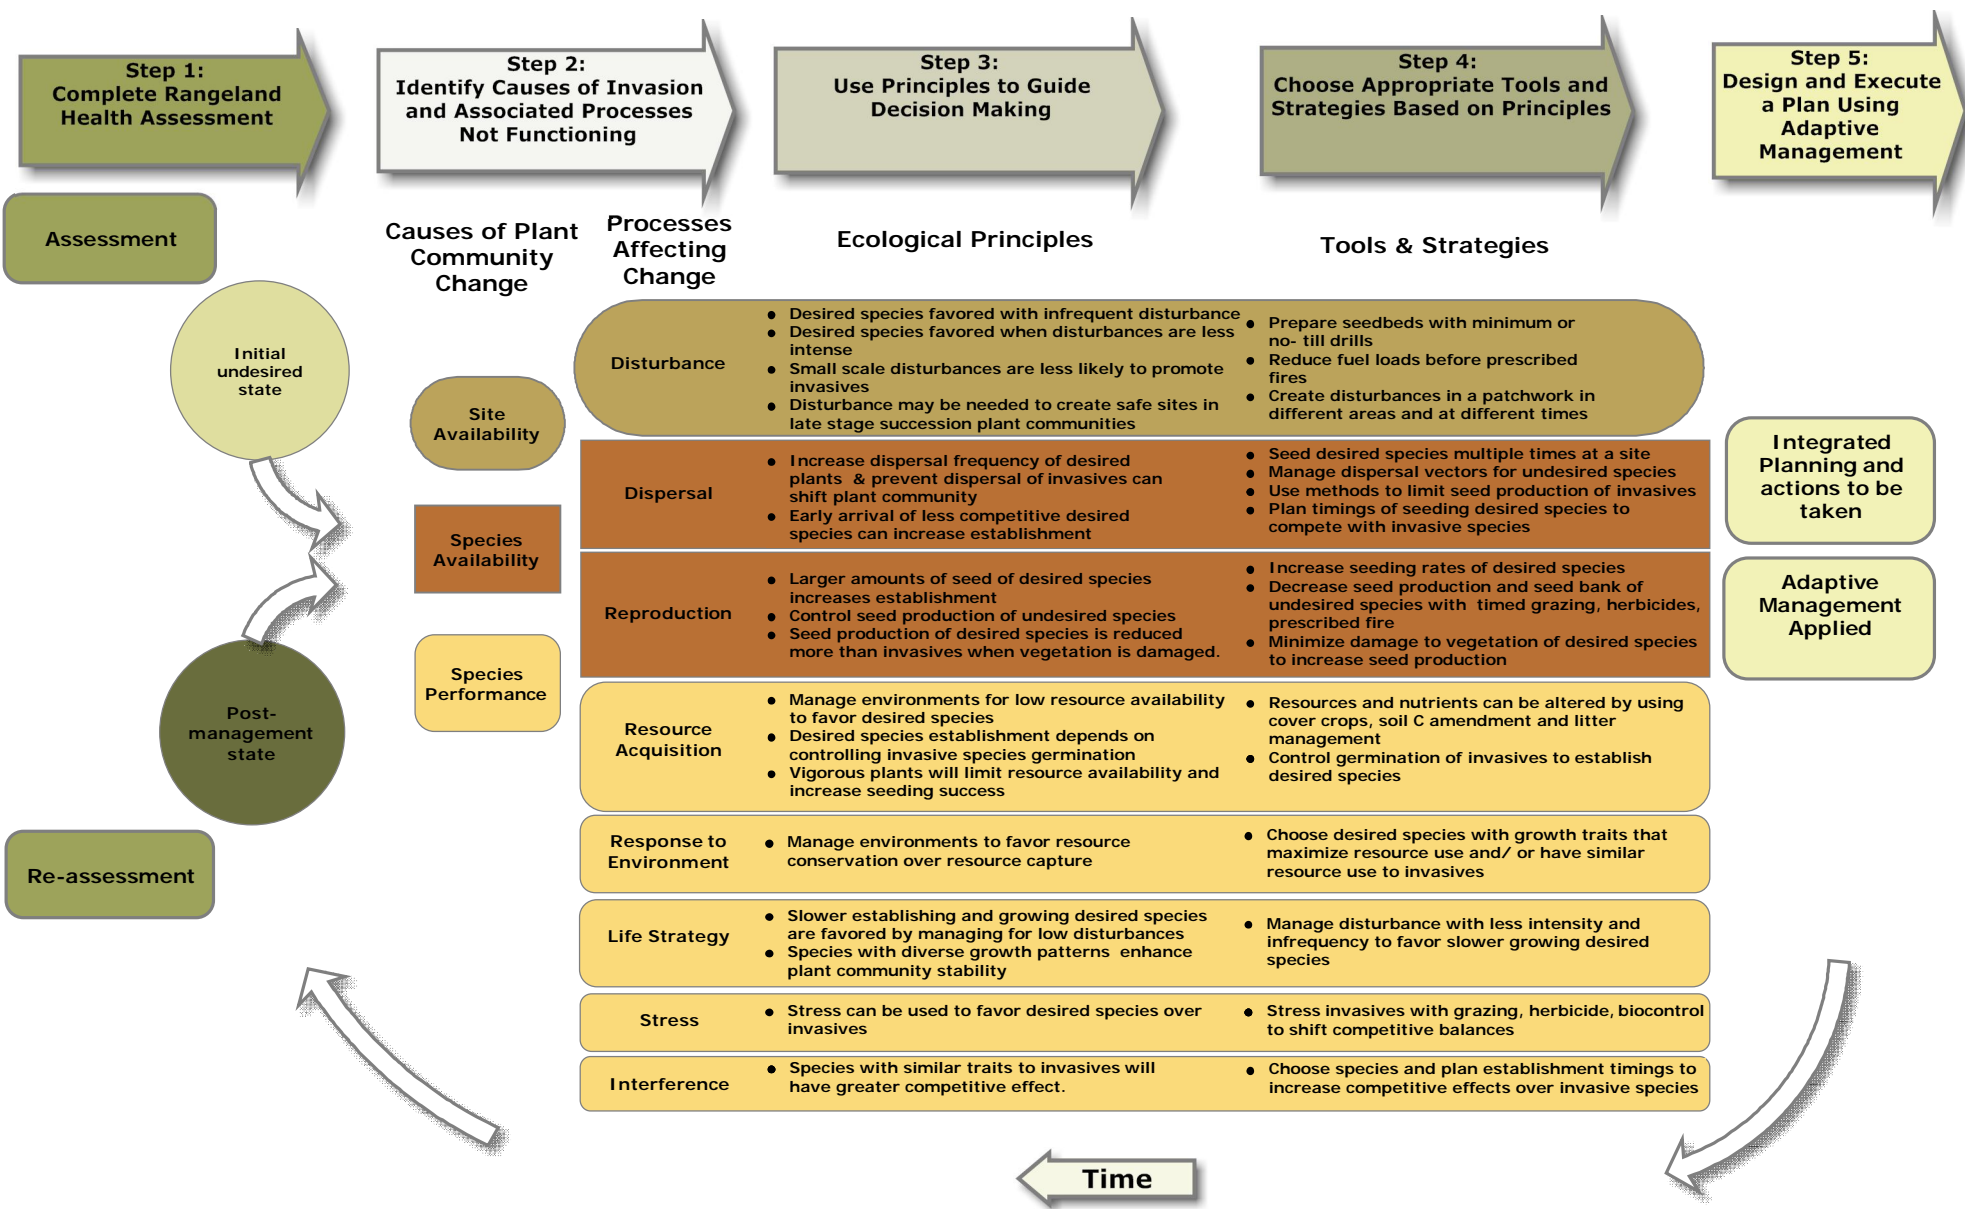 Step 1:
Complete Rangeland
Health Assessment
Step 2:
Identify Causes of Invasion
and Associated Processes
Not Functioning
Step 3:
Use Principles to Guide
Decision Making
Step 4:
Choose Appropriate Tools and
Strategies Based on Principles
Step 5:
Design and Execute
a Plan Using
Adaptive
Management
Assessment
Initial
undesired
state
Post-
management
state
Re-assessment
Causes of Plant
Community
Change
Site
Availability
Species
Availability
Species
Performance
Processes
Affecting
Change
Ecological Principles
Tools & Strategies
Disturbance
● Desired species favored with infrequent disturbance
● Desired species favored when disturbances are less
intense
● Small scale disturbances are less likely to promote
invasives
● Disturbance may be needed to create safe sites in
late stage succession plant communities
● Prepare seedbeds with minimum or
no- till drills
● Reduce fuel loads before prescribed
fires
● Create disturbances in a patchwork in
different areas and at different times
Dispersal
● Increase dispersal frequency of desired
plants & prevent dispersal of invasives can
shift plant community
● Early arrival of less competitive desired
species can increase establishment
● Seed desired species multiple times at a site
● Manage dispersal vectors for undesired species
● Use methods to limit seed production of invasives
● Plan timings of seeding desired species to
compete with invasive species
Reproduction
● Larger amounts of seed of desired species
increases establishment
● Control seed production of undesired species
● Seed production of desired species is reduced
more than invasives when vegetation is damaged.
● Increase seeding rates of desired species
● Decrease seed production and seed bank of
undesired species with timed grazing, herbicides,
prescribed fire
● Minimize damage to vegetation of desired species
to increase seed production
Resource
Acquisition
● Manage environments for low resource availability
to favor desired species
● Desired species establishment depends on
controlling invasive species germination
● Vigorous plants will limit resource availability and
increase seeding success
● Resources and nutrients can be altered by using
cover crops, soil C amendment and litter
management
● Control germination of invasives to establish
desired species
Response to
Environment
● Manage environments to favor resource
conservation over resource capture
● Choose desired species with growth traits that
maximize resource use and/ or have similar
resource use to invasives
Life Strategy
● Slower establishing and growing desired species
are favored by managing for low disturbances
● Species with diverse growth patterns enhance
plant community stability
● Manage disturbance with less intensity and
infrequency to favor slower growing desired
species
Stress
● Stress can be used to favor desired species over
invasives
● Stress invasives with grazing, herbicide, biocontrol
to shift competitive balances
Interference
● Species with similar traits to invasives will
have greater competitive effect.
● Choose species and plan establishment timings to
increase competitive effects over invasive species
Integrated
Planning and
actions to be
taken
Adaptive
Management
Applied
Time